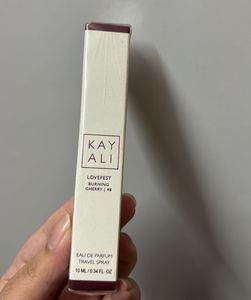 KAY
ALI
LOVEFEST
BURNING
CHERRY | 48
EAU DE PARFUM
TRAVEL SPRAY
10 ML/0.34 FL. OZ